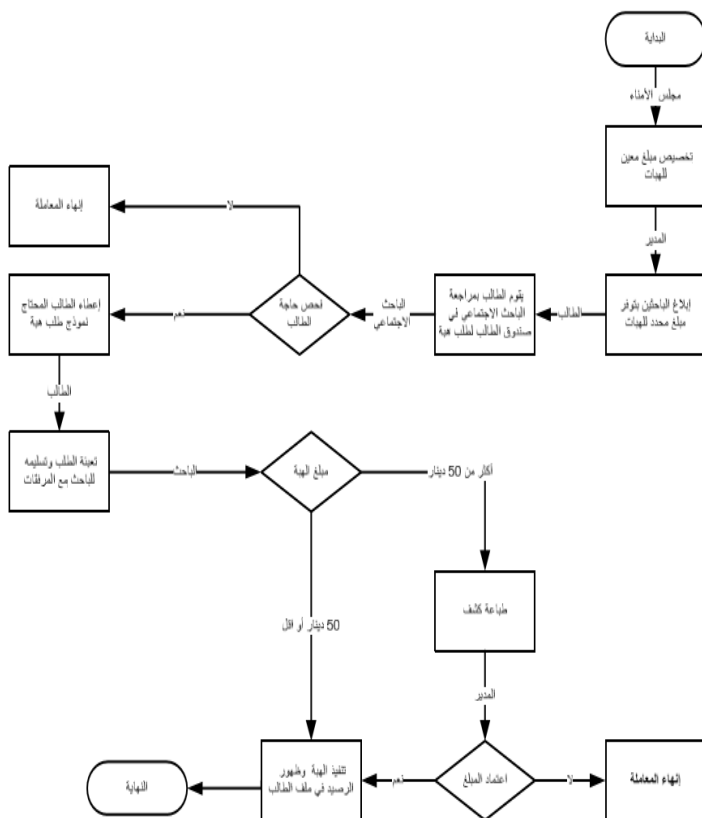 البداية
مجلس الأمناء
تخصيص مبلغ معين
للهبات
المدير
إبلاغ الباحثين بتوفر
مبلغ محدد للهبات
الطالب
يقوم الطالب بمراجعة
الباحث الاجتماعي في
صندوق الطالب لطلب هبة
الباحث
الاجتماعي
فحص حاجة
الطالب
لا
إنهاء المعاملة
نعم
إعطاء الطالب المحتاج
نموذج طلب هبة
الطالب
تعبئة الطلب وتسليمه
للباحث مع المرفقات
الباحث
مبلغ الهبة
أكثر من 50 دينار
طباعة كشف
50 دينار أو اقل
المدير
اعتماد المبلغ
لا
إنهاء المعاملة
نعم
تنفيذ الهبة وظهور
الرصيد في ملف الطالب
النهاية